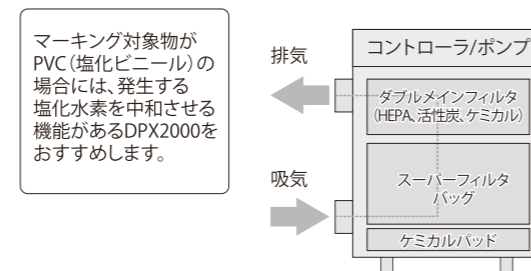 マーキング対象物が
PVC（塩化ビニール）の
場合には、発生する
塩化水素を中和させる
機能があるDPX2000を
おすすめします。
排気
吸気
コントローラ/ポンプ
ダブルメインフィルタ
（HEPA、活性炭、ケミカル）
スーパーフィルタ
バッグ
ケミカルパッド